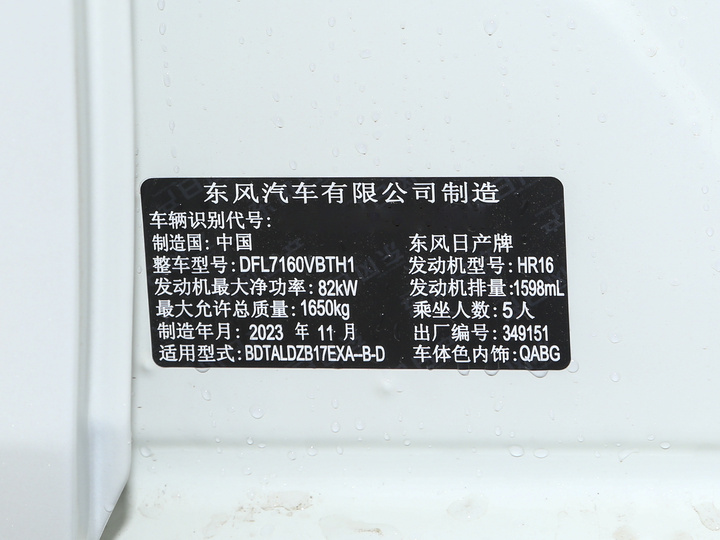 东风汽车有限公司制造
车辆识别代号:
制造国: 中国 东风日产牌
整车型号: DFL7160VBTH1 发动机型号: HR16
发动机最大净功率: 82kW 发动机排量: 1598mL
最大允许总质量: 1650kg 乘坐人数: 5人
制造年月: 2023 年 11 月 出厂编号: 349151
适用型式: BDTALDZB17EXA--B-D 车体色内饰: QABG